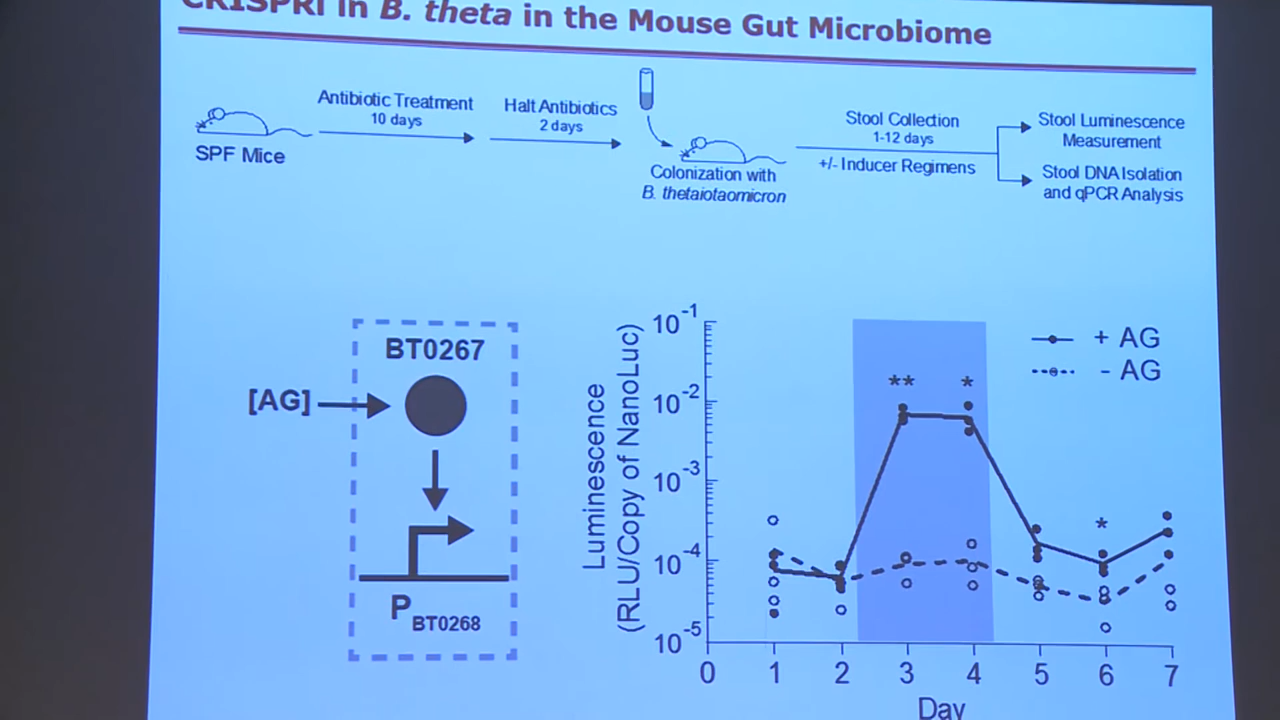 CRISPRi in B. theta in the Mouse Gut Microbiome
Antibiotic Treatment
10 days
Halt Antibiotics
2 days
SPF Mice
Colonization with
B. thetaiotaomicron
Stool Collection
1-12 days
+/- Inducer Regimens
Stool Luminescence
Measurement
Stool DNA Isolation
and qPCR Analysis
[AG]
BT0267
P BT0268
Luminescence
(RLU/Copy of NanoLuc)
10-1
10-2
10-3
10-4
10-5
** *
*
+ AG
- AG
0 1 2 3 4 5 6 7
Day